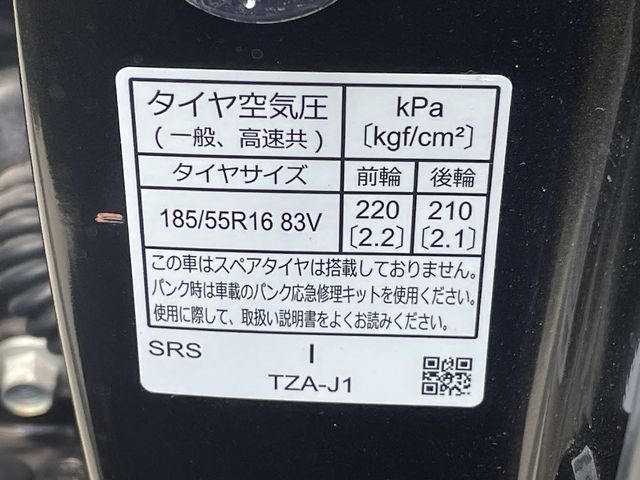 タイヤ空気圧
(一般、高速共)
kPa
〔kgf/cm²〕
タイヤサイズ 前輪 後輪
185/55R16 83V 220 210
〔2.2〕 〔2.1〕
この車はスペアタイヤは搭載しておりません。
パンク時は車載のパンク応急修理キットを使用ください。
使用に際して、取扱い説明書をよくお読みください。
SRS I
TZA-J1